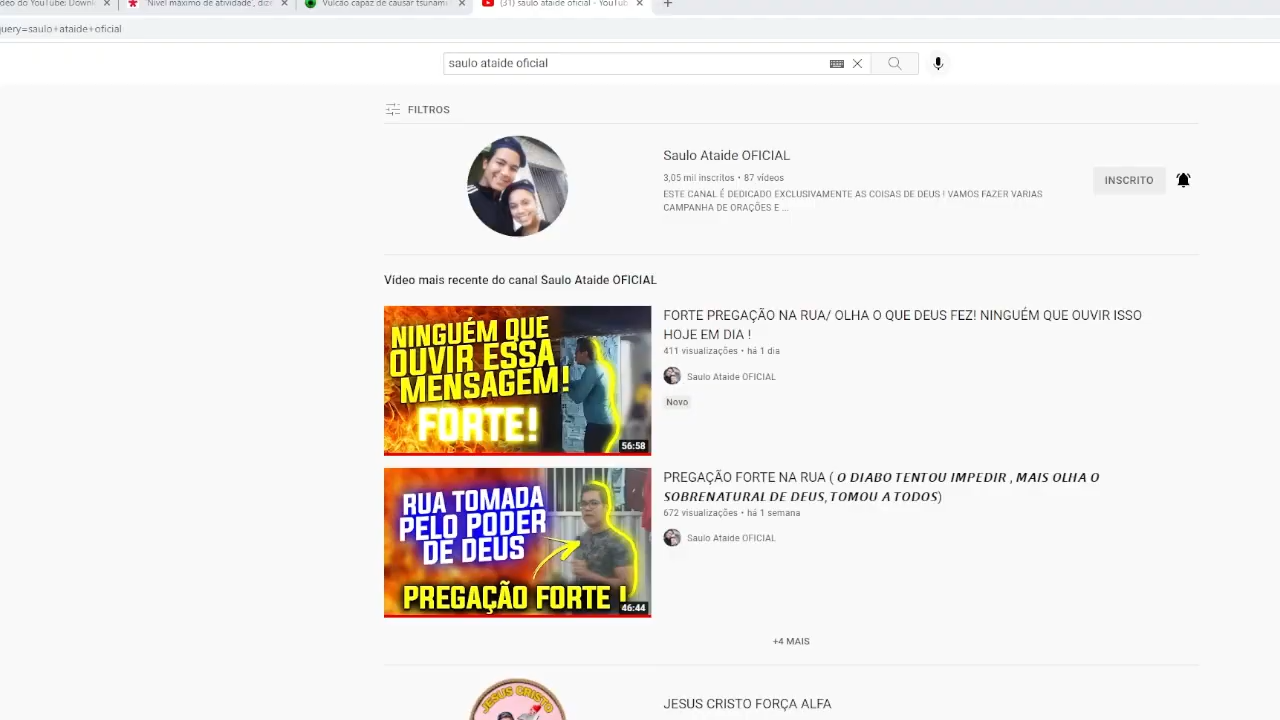 ídeo do YouTube: Downl
"Nível máximo de atividade", dize
Vulcão capaz de causar tsunam
(31) saulo ataide oficial - YouTub
query=saulo+ataide+oficial
saulo ataide oficial
FILTROS
Saulo Ataide OFICIAL
3,05 mil inscritos • 87 vídeos
ESTE CANAL É DEDICADO EXCLUSIVAMENTE AS COISAS DE DEUS ! VAMOS FAZER VARIAS
CAMPANHA DE ORAÇÕES E ...
INSCRITO
Vídeo mais recente do canal Saulo Ataide OFICIAL
NINGUÉM QUE
OUVIR ESSA
MENSAGEM!
FORTE!
56:58
FORTE PREGAÇÃO NA RUA/ OLHA O QUE DEUS FEZ! NINGUÉM QUE OUVIR ISSO
HOJE EM DIA !
411 visualizações • há 1 dia
Saulo Ataide OFICIAL
Novo
RUA TOMADA
PELO PODER
DE DEUS
PREGAÇÃO FORTE !
46:44
PREGAÇÃO FORTE NA RUA ( O DIABO TENTOU IMPEDIR , MAIS OLHA O
SOBRENATURAL DE DEUS, TOMOU A TODOS)
672 visualizações • há 1 semana
Saulo Ataide OFICIAL
+4 MAIS
JESUS CRISTO
JESUS CRISTO FORÇA ALFA